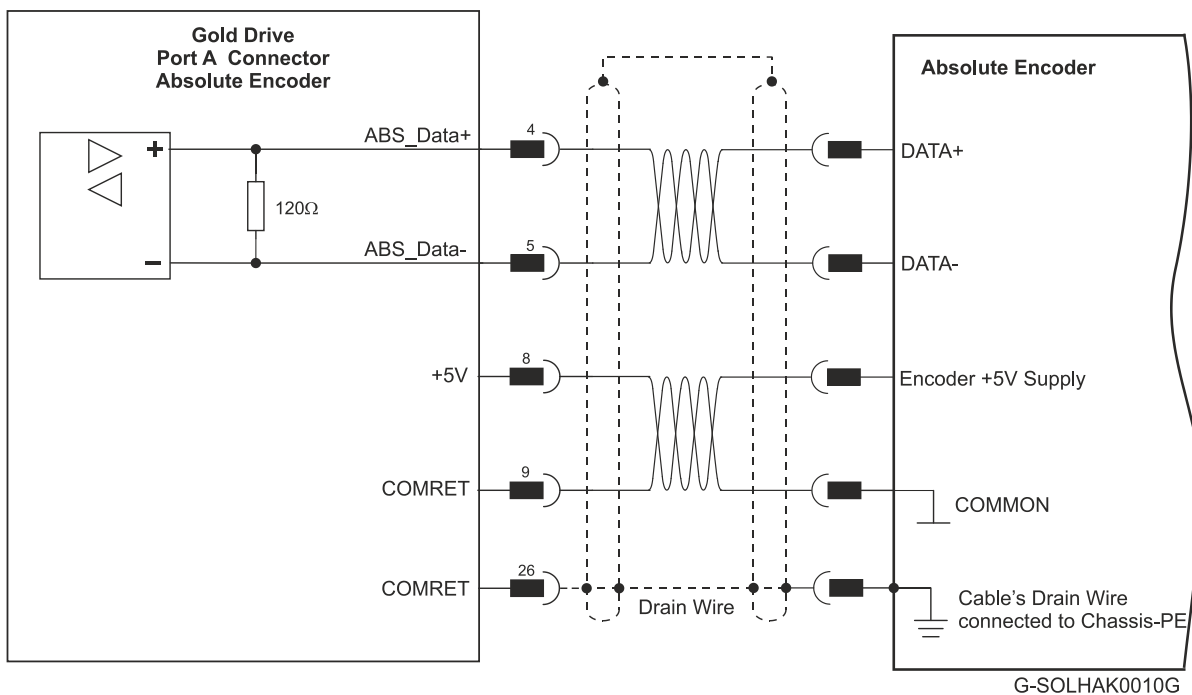 Gold Drive
Port A Connector
Absolute Encoder
Absolute Encoder
+
ABS_Data+
4
DATA+
120Ω
-
ABS_Data-
5
DATA-
+5V
8
Encoder +5V Supply
COMRET
9
COMMON
COMRET
26
Drain Wire
Cable's Drain Wire
connected to Chassis-PE
G-SOLHAK0010G